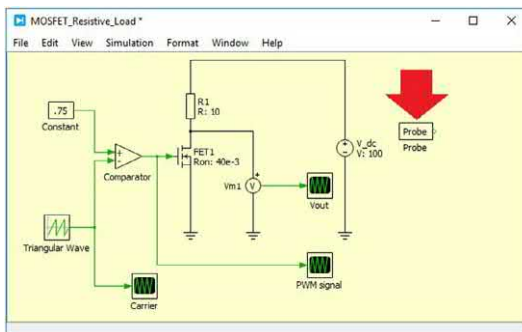 MOSFET_Resistive_Load *
File Edit View Simulation Format Window Help
.75
Constant
R1
R: 10
Probe
Probe
V_dc
V: 100
FET1
Ron: 40e-3
Comparator
Vm1
V
Vout
Triangular Wave
Carrier
PWM signal